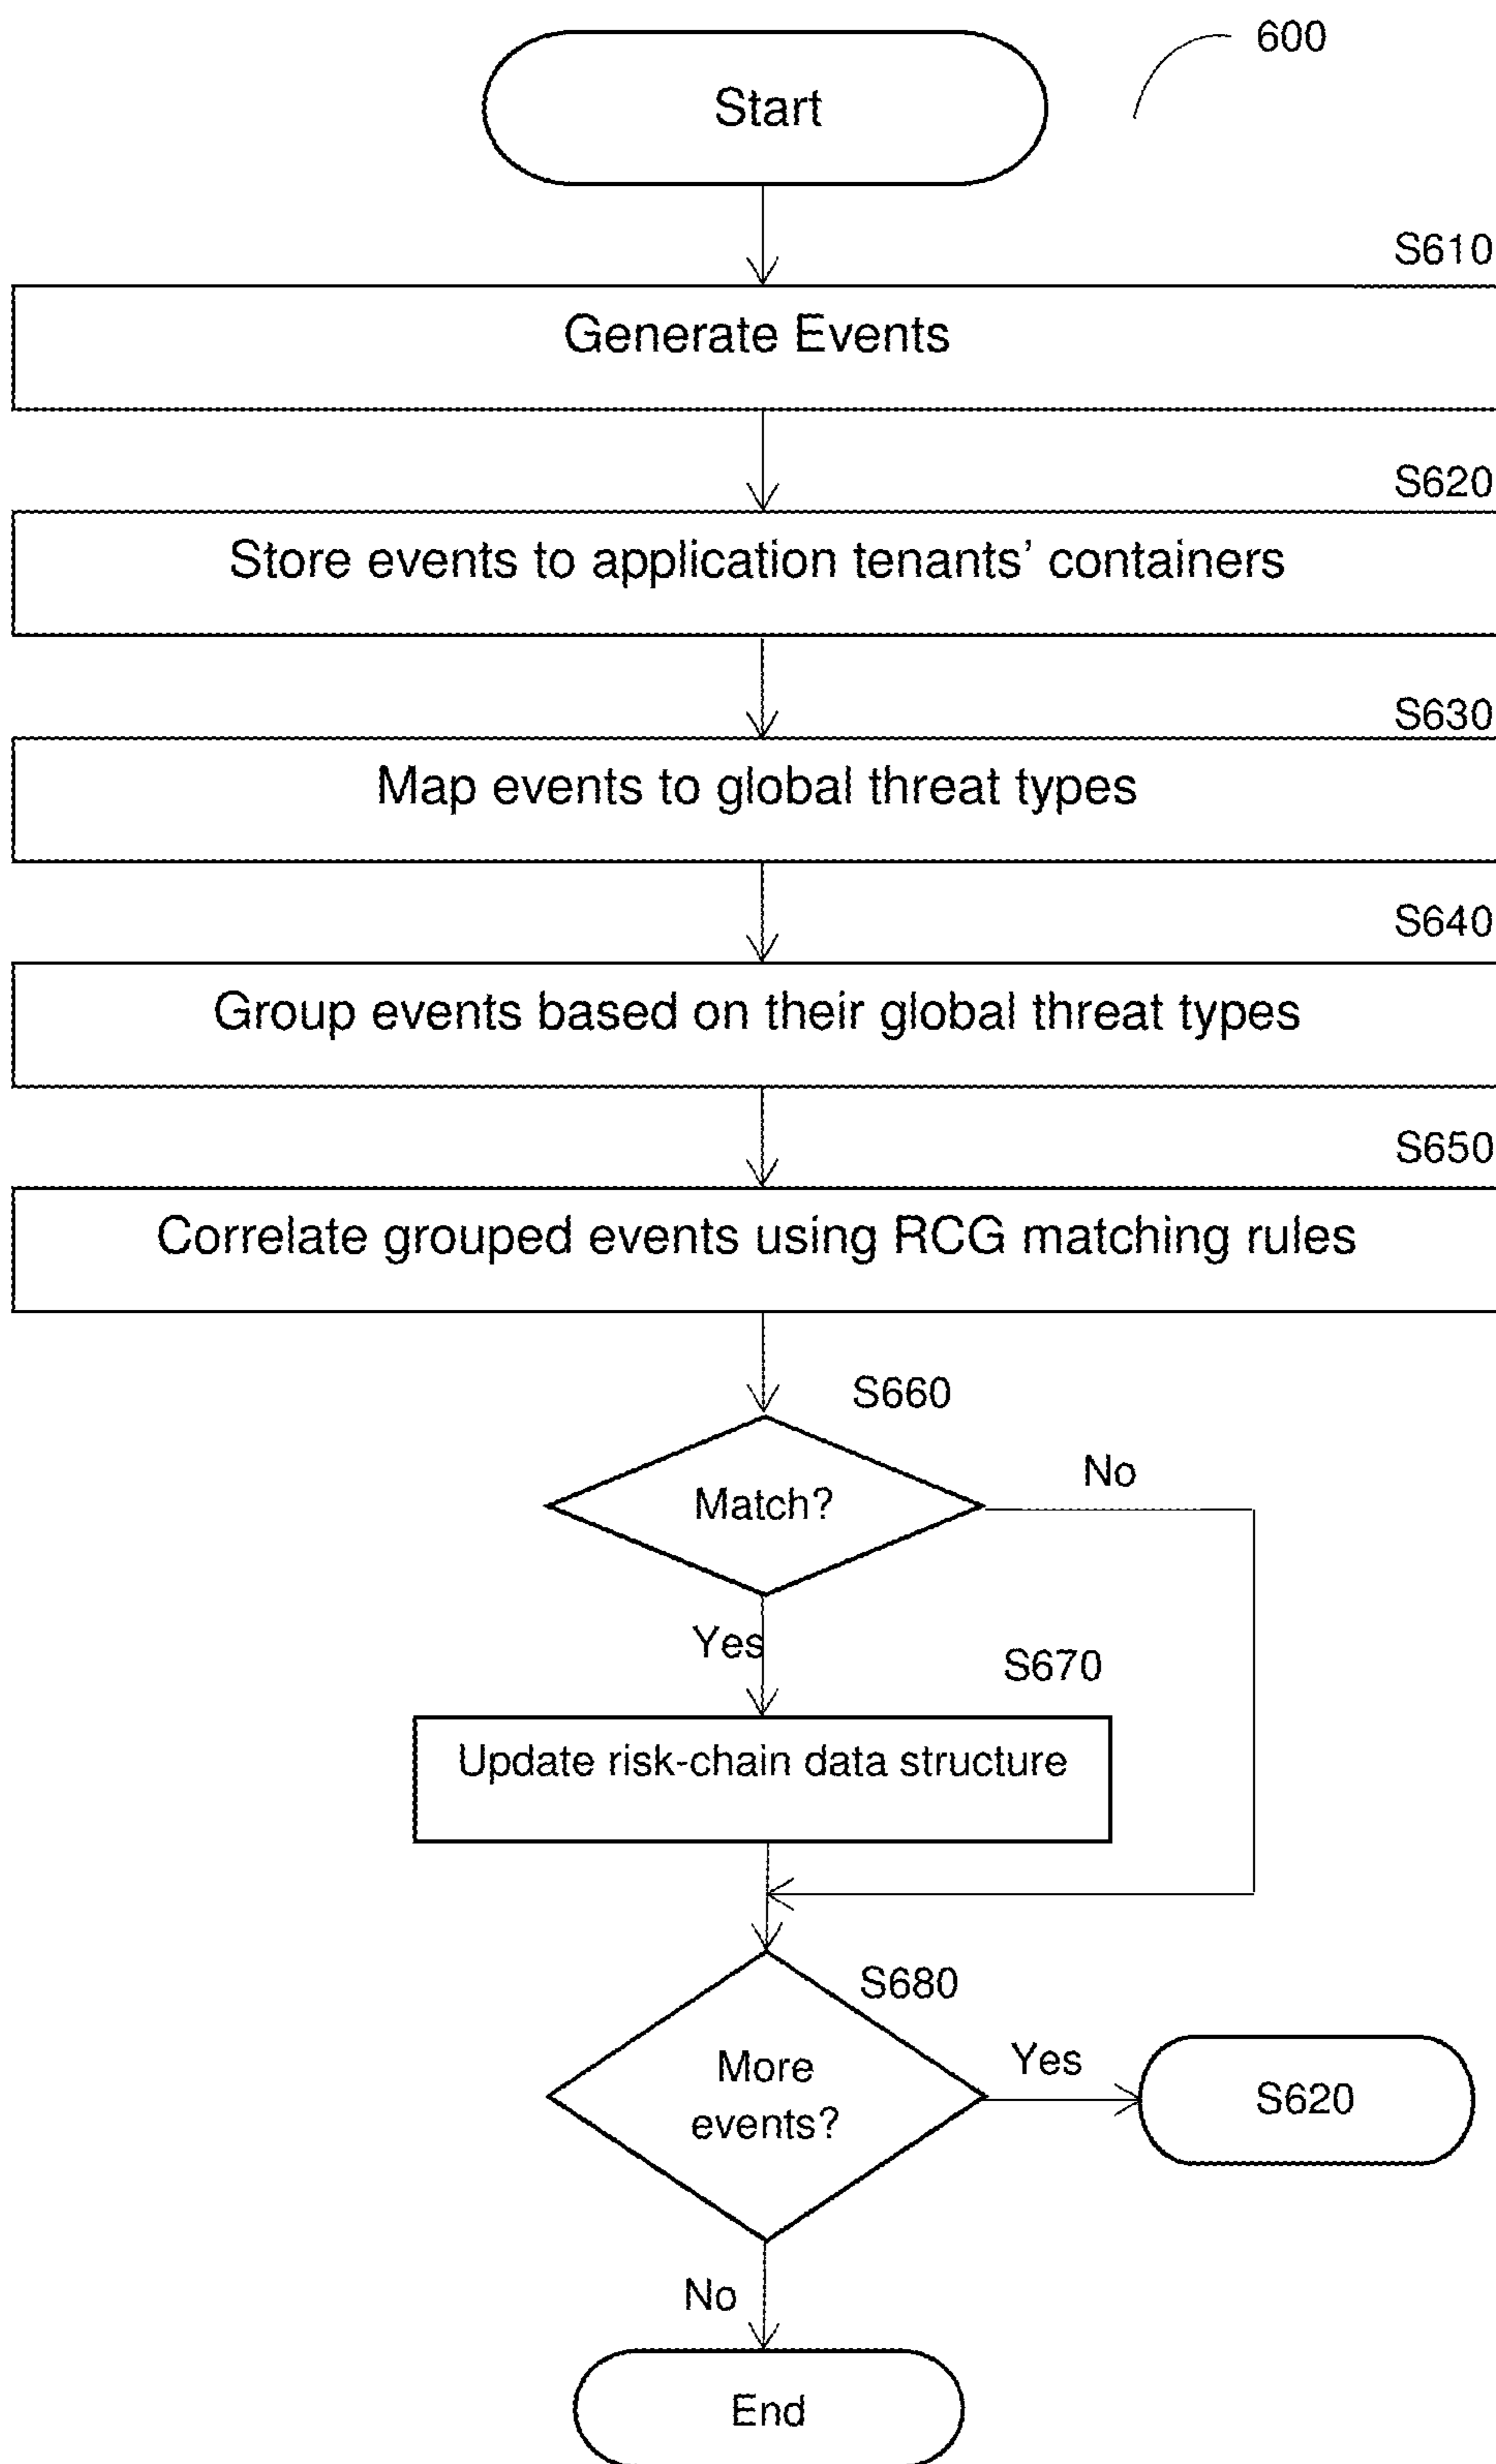 600
Start
S610
Generate Events
S620
Store events to application tenants’ containers
S630
Map events to global threat types
S640
Group events based on their global threat types
S650
Correlate grouped events using RCG matching rules
S660
Match?
No
Yes
S670
Update risk-chain data structure
S680
More
events?
Yes
S620
No
End